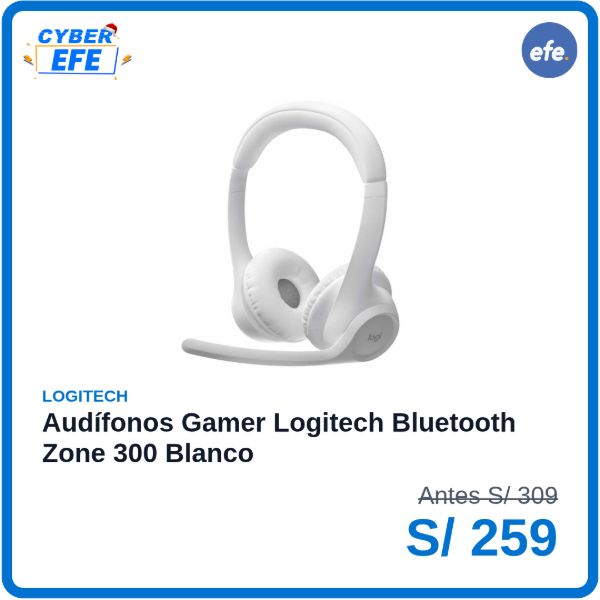 CYBER
EFE
efe.
logi
LOGITECH
Audífonos Gamer Logitech Bluetooth
Zone 300 Blanco
Antes S/ 309
S/ 259